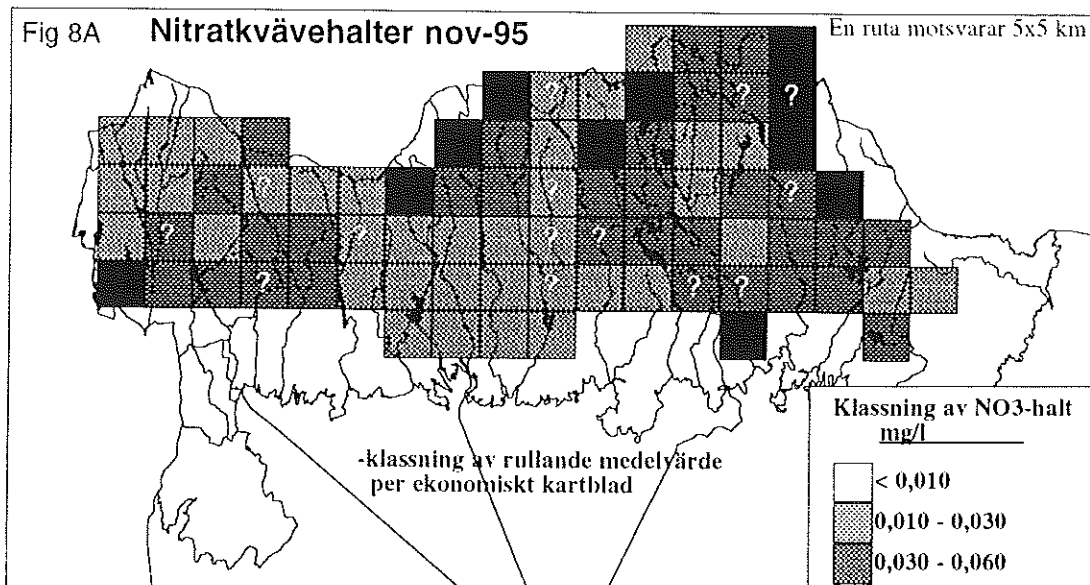 Fig 8A Nitratkvävehalter nov-95
En ruta motsvarar 5x5 km
?
? ? ?
? ? ?
? ? ? ?
? ? ? ?
-klassning av rullande medelvärde
per ekonomiskt kartblad
Klassning av NO3-halt
mg/l
< 0,010
0,010 - 0,030
0,030 - 0,060